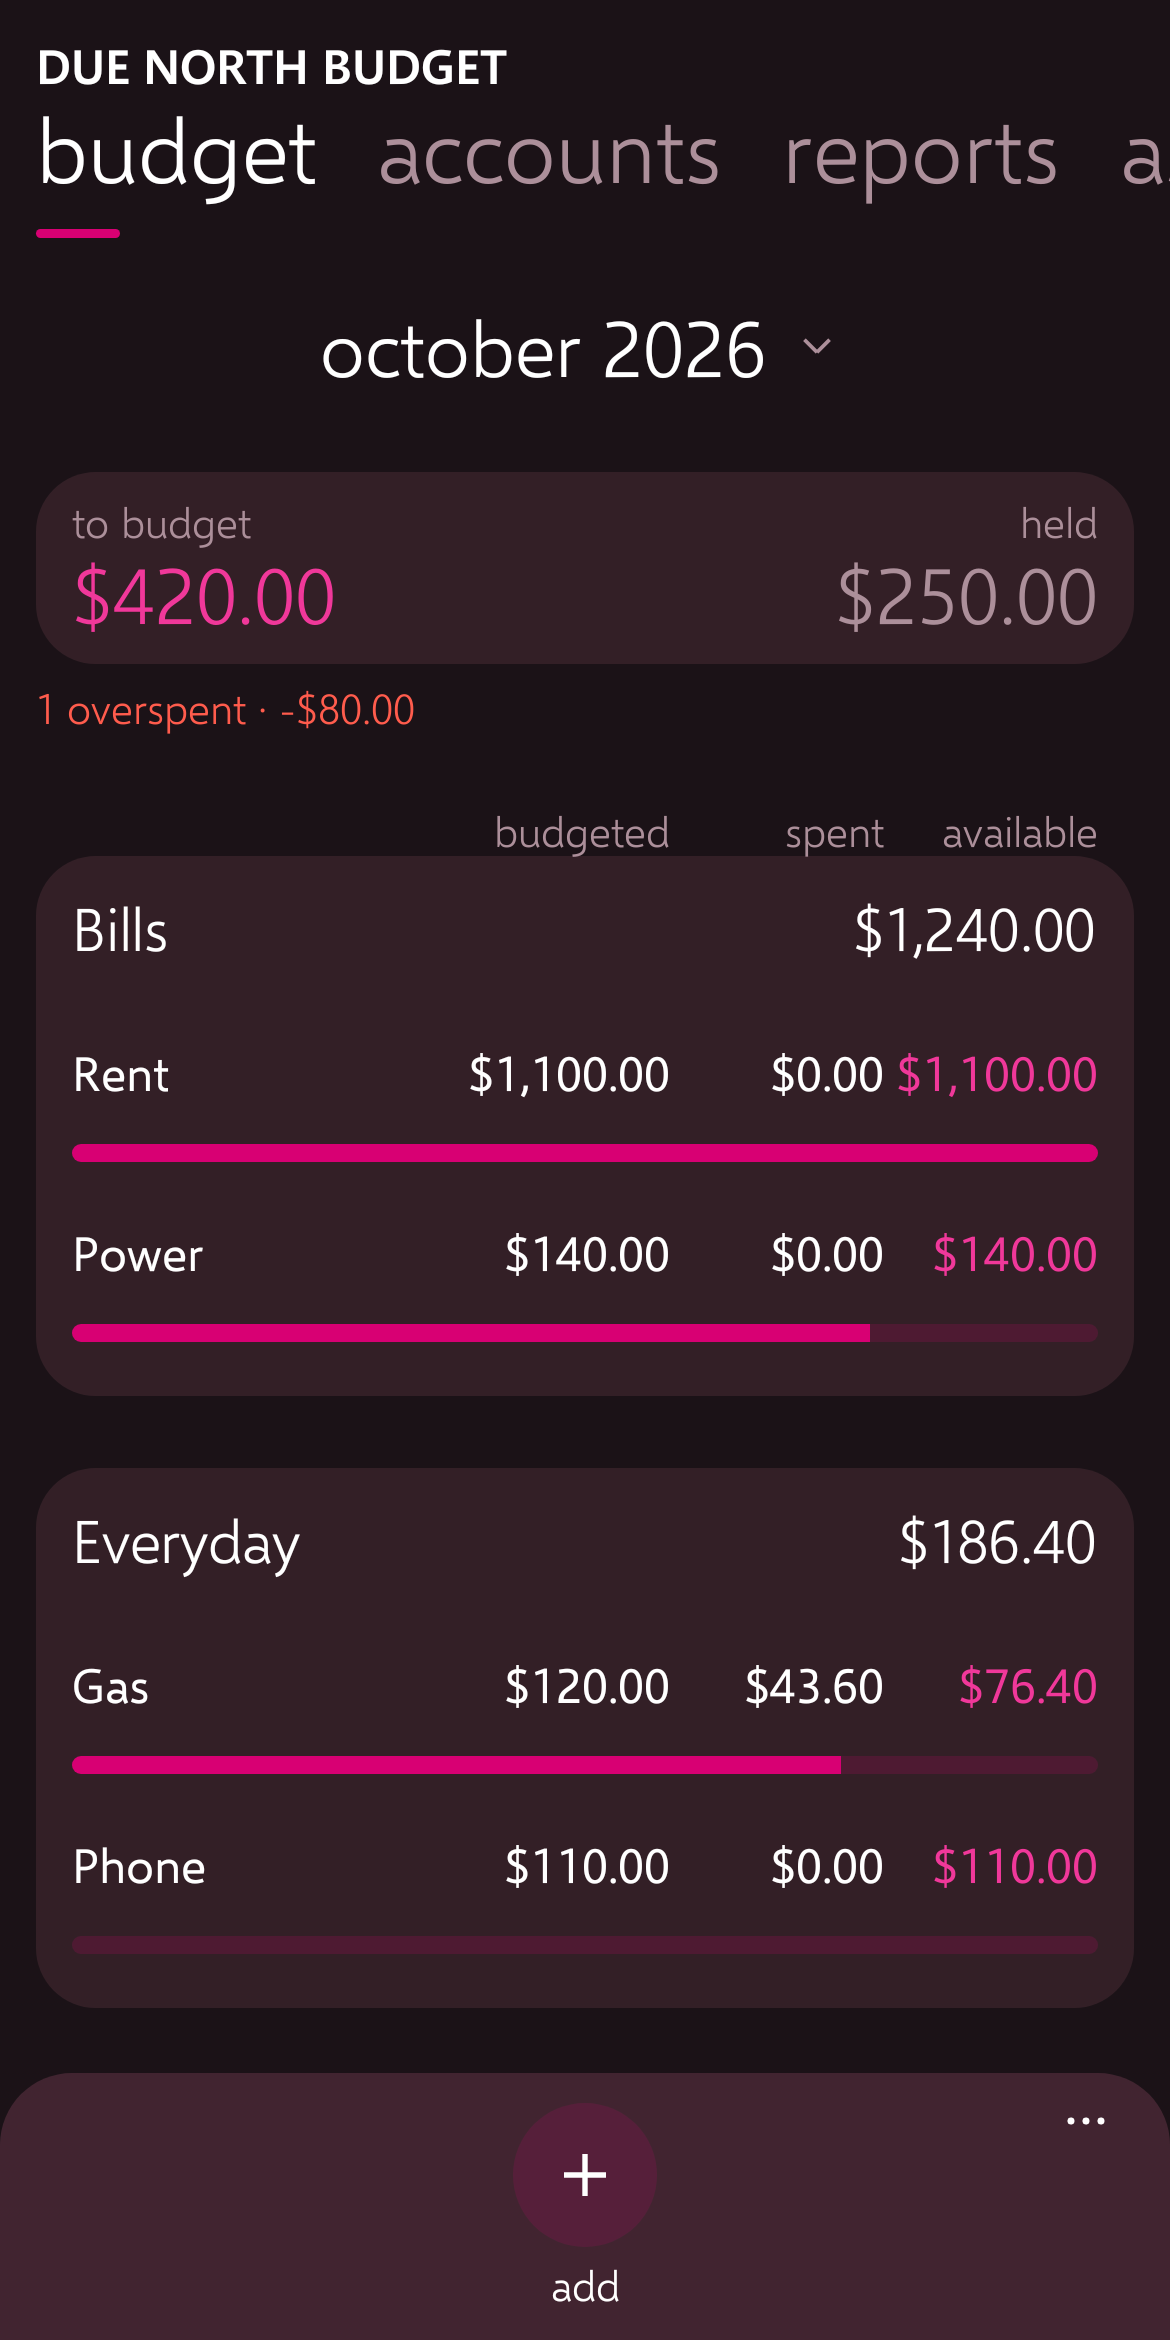 DUE NORTH BUDGET
budget accounts reports a
october 2026
to budget held
$420.00 $250.00
1 overspent · -$80.00
budgeted spent available
Bills $1,240.00
Rent $1,100.00 $0.00 $1,100.00
Power $140.00 $0.00 $140.00
Everyday $186.40
Gas $120.00 $43.60 $76.40
Phone $110.00 $0.00 $110.00
add